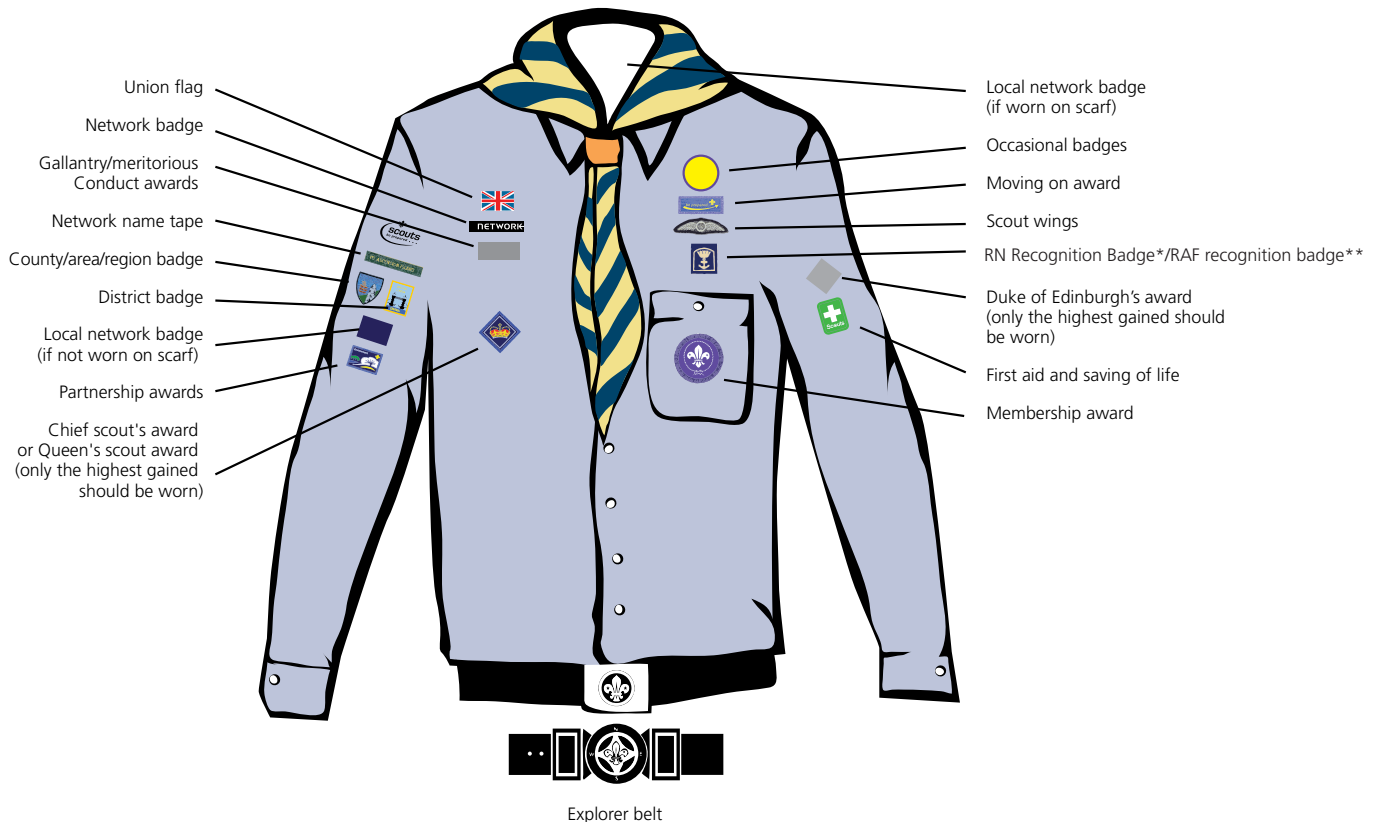 Union flag
Network badge
Gallantry/meritorious
Conduct awards
Network name tape
County/area/region badge
District badge
Local network badge
(if not worn on scarf)
Partnership awards
Chief scout's award
or Queen's scout award
(only the highest gained
should be worn)
NETWORK
scouts
Local network badge
(if worn on scarf)
Occasional badges
Moving on award
Scout wings
RN Recognition Badge*/RAF recognition badge**
Duke of Edinburgh's award
(only the highest gained should
be worn)
First aid and saving of life
Membership award
Scouts
Explorer belt